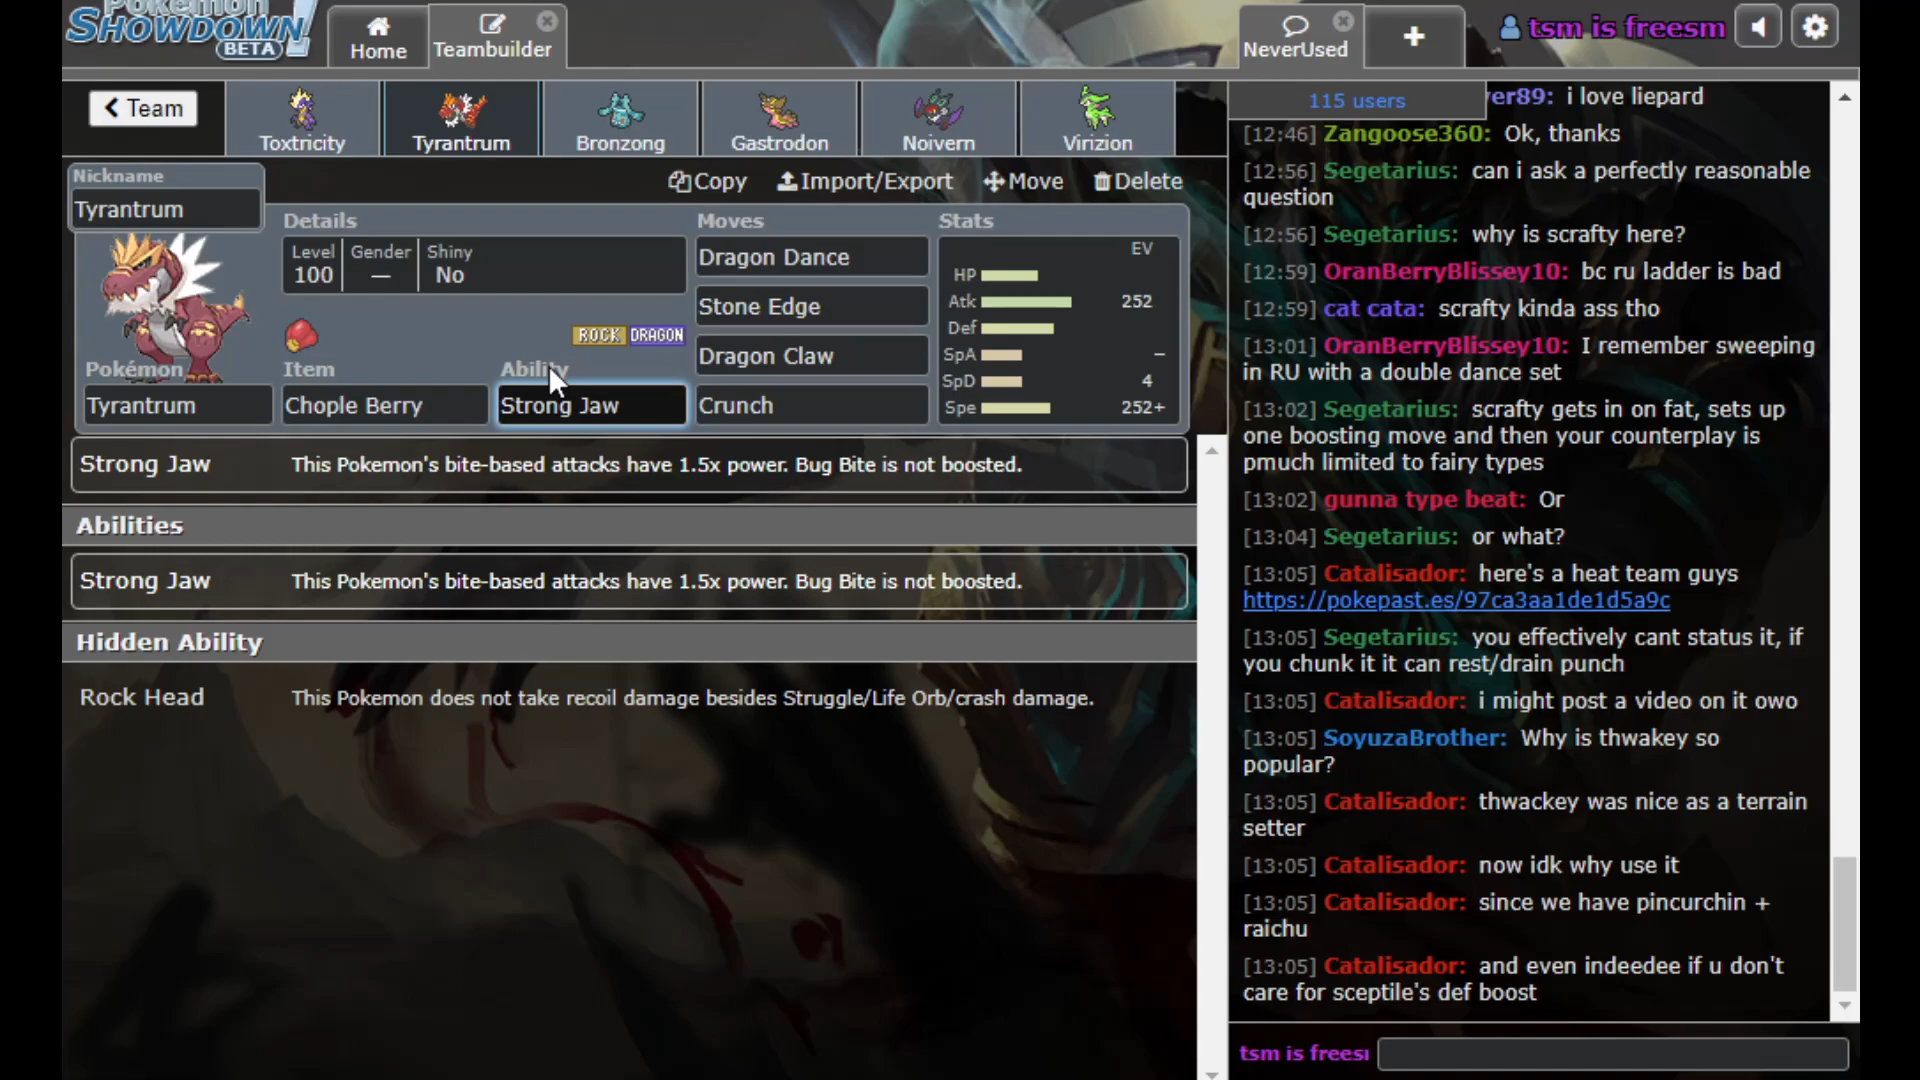 Pokémon
SHOWDOWN!
BETA
Home
Teambuilder
NeverUsed
+
tsm is freesm
Team
Toxtricity
Tyrantrum
Bronzong
Gastrodon
Noivern
Virizion
Copy
Import/Export
Move
Delete
Nickname
Tyrantrum
Details
Level
100
Gender
—
Shiny
No
ROCK DRAGON
Pokémon
Tyrantrum
Item
Chople Berry
Ability
Strong Jaw
Moves
Dragon Dance
Stone Edge
Dragon Claw
Crunch
Stats
EV
HP
Atk 252
Def
SpA –
SpD 4
Spe 252+
Strong Jaw This Pokemon's bite-based attacks have 1.5x power. Bug Bite is not boosted.
Abilities
Strong Jaw This Pokemon's bite-based attacks have 1.5x power. Bug Bite is not boosted.
Hidden Ability
Rock Head This Pokemon does not take recoil damage besides Struggle/Life Orb/crash damage.
115 users
ver89: i love liepard
[12:46] Zangoose360: Ok, thanks
[12:56] Segetarius: can i ask a perfectly reasonable
question
[12:56] Segetarius: why is scrafty here?
[12:59] OranBerryBlissey10: bc ru ladder is bad
[12:59] cat cata: scrafty kinda ass tho
[13:01] OranBerryBlissey10: I remember sweeping
in RU with a double dance set
[13:02] Segetarius: scrafty gets in on fat, sets up
one boosting move and then your counterplay is
pmuch limited to fairy types
[13:02] gunna type beat: Or
[13:04] Segetarius: or what?
[13:05] Catalisador: here's a heat team guys
https://pokepast.es/97ca3aa1de1d5a9c
[13:05] Segetarius: you effectively cant status it, if
you chunk it it can rest/drain punch
[13:05] Catalisador: i might post a video on it owo
[13:05] SoyuzaBrother: Why is thwakey so
popular?
[13:05] Catalisador: thwackey was nice as a terrain
setter
[13:05] Catalisador: now idk why use it
[13:05] Catalisador: since we have pincurchin +
raichu
[13:05] Catalisador: and even indeedee if u don't
care for sceptile's def boost
tsm is freesm